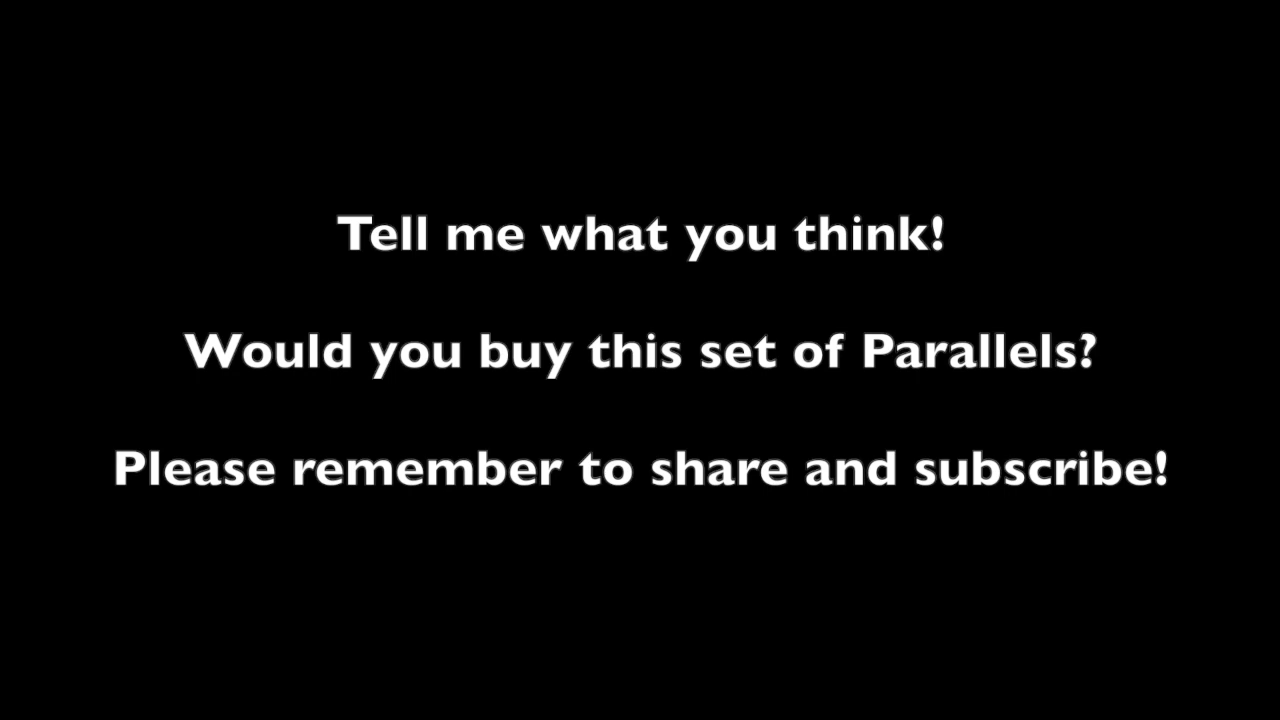 Tell me what you think!
Would you buy this set of Parallels?
Please remember to share and subscribe!